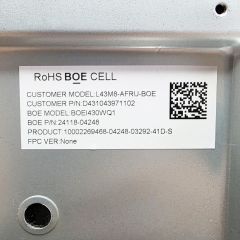 RoHS BOE CELL
CUSTOMER MODEL:L43M8-AFRU-BOE
CUSTOMER P/N:D431043971102
BOE MODEL:BOEI430WQ1
BOE P/N:24118-04248
PRODUCT:10002269468-04248-03292-41D-S
FPC VER:None